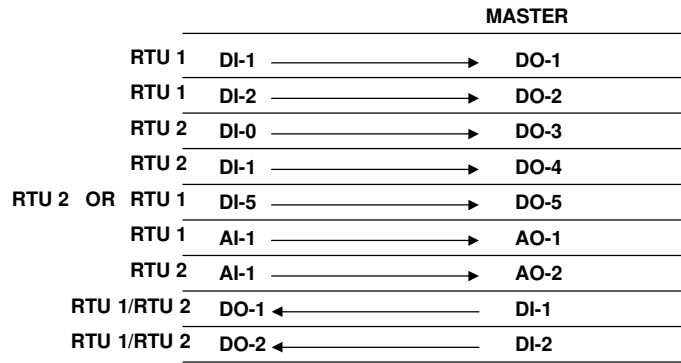 MASTER
RTU 1 DI-1 DO-1
RTU 1 DI-2 DO-2
RTU 2 DI-0 DO-3
RTU 2 DI-1 DO-4
RTU 2 OR RTU 1 DI-5 DO-5
RTU 1 AI-1 AO-1
RTU 2 AI-1 AO-2
RTU 1/RTU 2 DO-1 DI-1
RTU 1/RTU 2 DO-2 DI-2